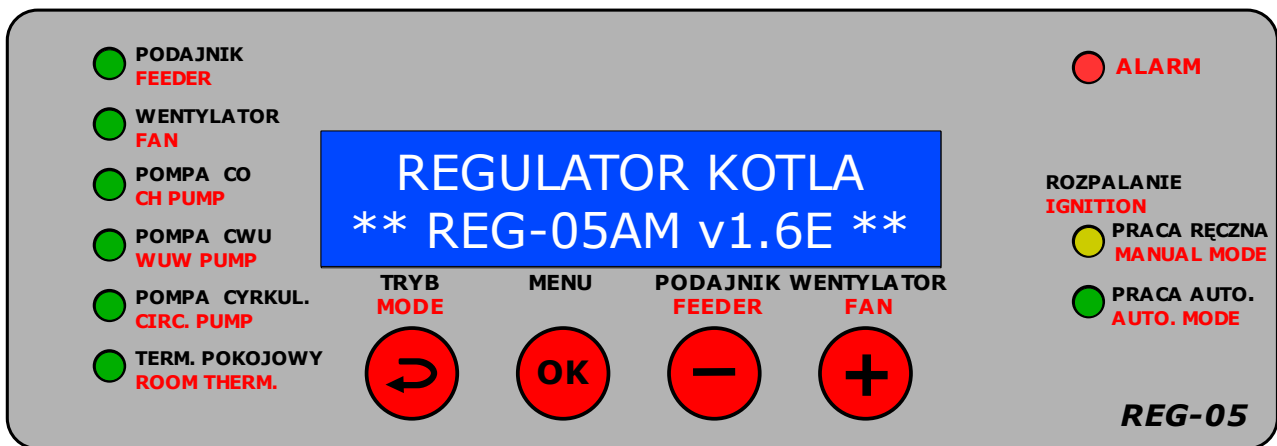 PODAJNIK
FEEDER
WENTYLATOR
FAN
POMPA CO
CH PUMP
POMPA CWU
WUW PUMP
POMPA CYRKUL.
CIRC. PUMP
TERM. POKOJOWY
ROOM THERM.
REGULATOR KOTLA
** REG-05AM v1.6E **
TRYB
MODE
MENU
PODAJNIK
FEEDER
WENTYLATOR
FAN
OK
−
+
ALARM
ROZPALANIE
IGNITION
PRACA RĘCZNA
MANUAL MODE
PRACA AUTO.
AUTO. MODE
REG-05